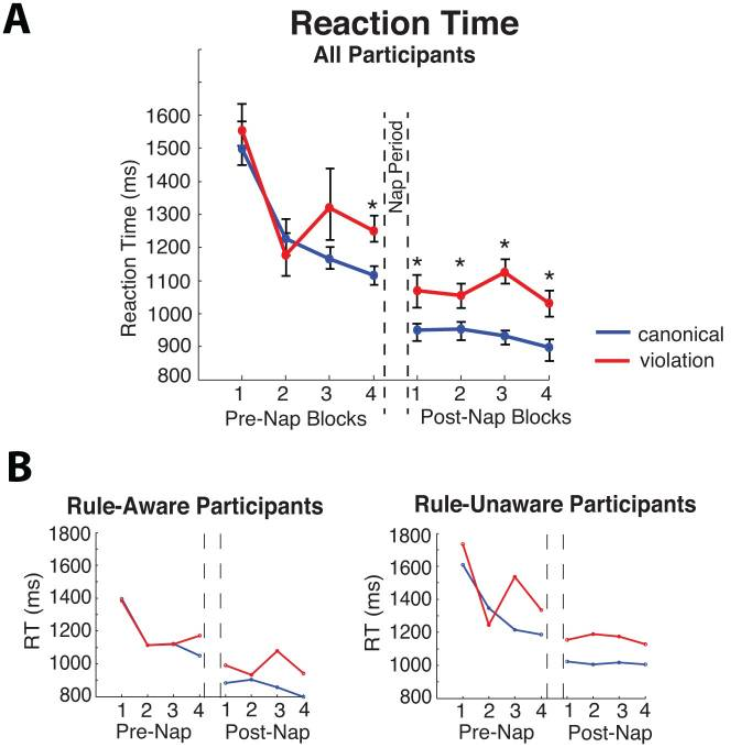 A
Reaction Time
All Participants
Reaction Time (ms)
1600
1500
1400
1300
1200
1100
1000
900
800
*
Nap Period
* * * *
1 2 3 4 1 2 3 4
Pre-Nap Blocks Post-Nap Blocks
canonical
violation
B
Rule-Aware Participants
RT (ms)
1800
1600
1400
1200
1000
800
1 2 3 4 1 2 3 4
Pre-Nap Post-Nap
Rule-Unaware Participants
RT (ms)
1800
1600
1400
1200
1000
800
1 2 3 4 1 2 3 4
Pre-Nap Post-Nap